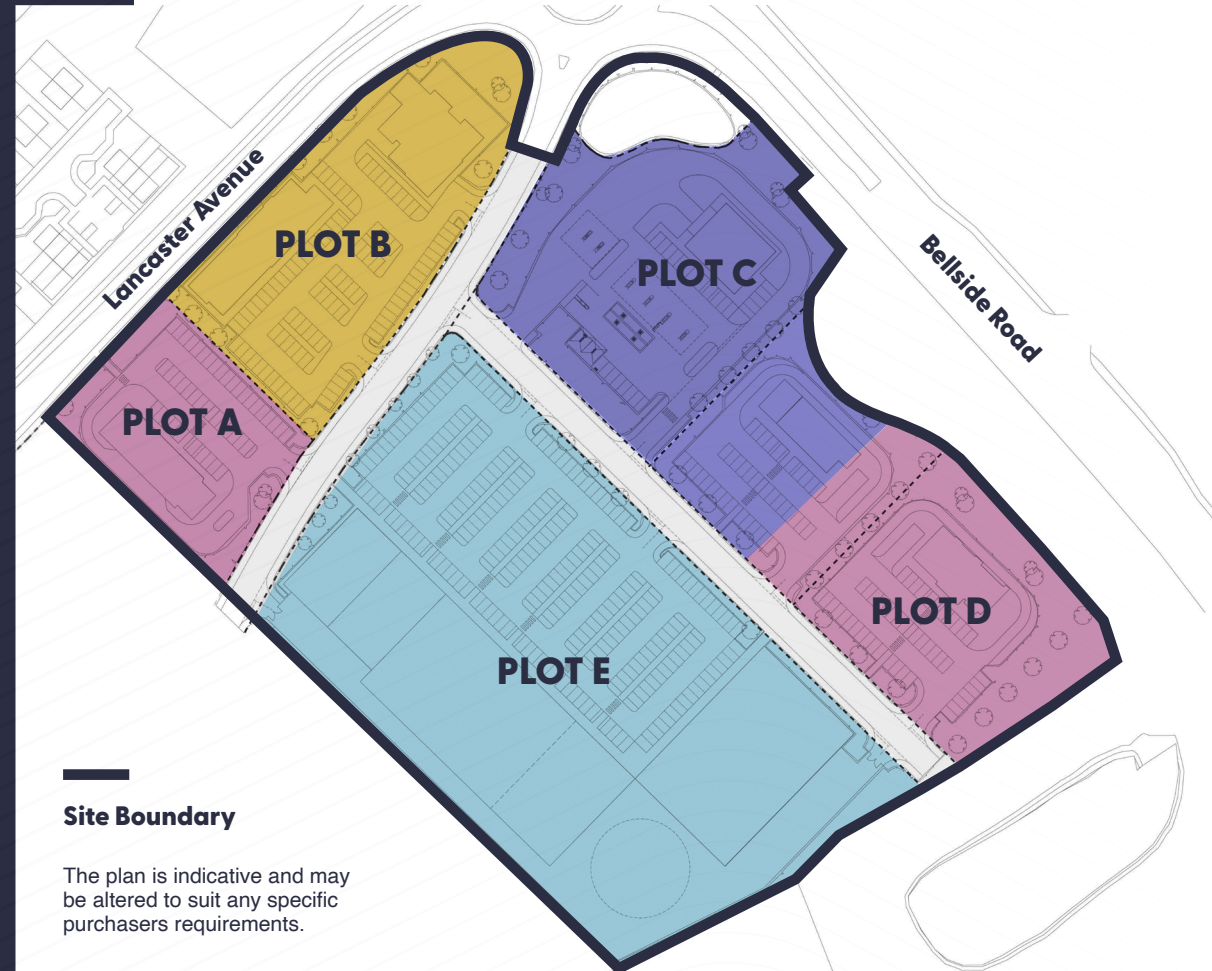 Lancaster Avenue
PLOT B
PLOT C
Bellside Road
PLOT A
PLOT D
PLOT E
Site Boundary
The plan is indicative and may
be altered to suit any specific
purchasers requirements.